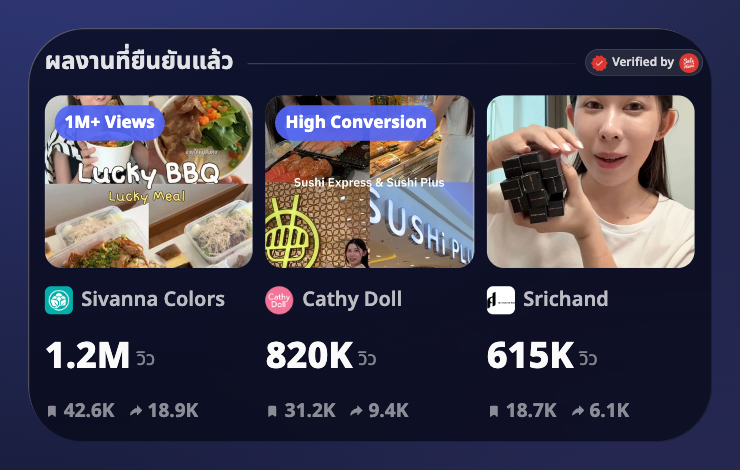 ผลงานที่ยืนยันแล้ว
Verified by
1M+ Views
Lucky BBQ
Lucky Meal
High Conversion
Sushi Express & Sushi Plus
SUSHi PLU
Sivanna Colors
Cathy Doll
Cathy Doll
Srichand
1.2M วิว
820K วิว
615K วิว
42.6K 18.9K
31.2K 9.4K
18.7K 6.1K